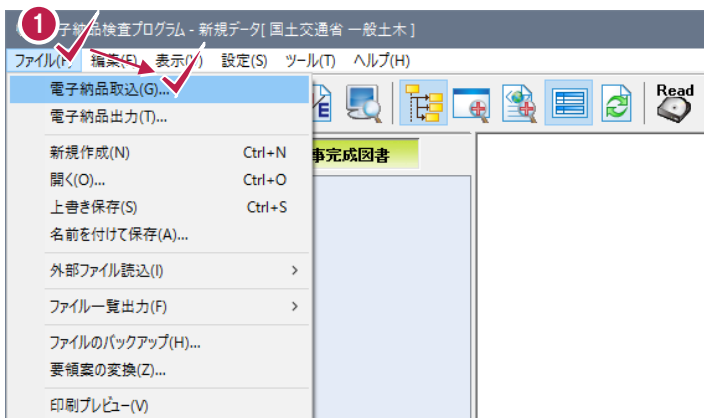 1
子納品検査プログラム - 新規データ[ 国土交通省 一般土木 ]
ファイル(F) 編集(E) 表示(V) 設定(S) ツール(T) ヘルプ(H)
電子納品取込(G)...
電子納品出力(T)...
Read
新規作成(N) Ctrl+N
事完成図書
開く(O)... Ctrl+O
上書き保存(S) Ctrl+S
名前を付けて保存(A)...
外部ファイル読込(I) >
ファイル一覧出力(F) >
ファイルのバックアップ(H)...
要領案の変換(Z)...
印刷プレビュー(V)